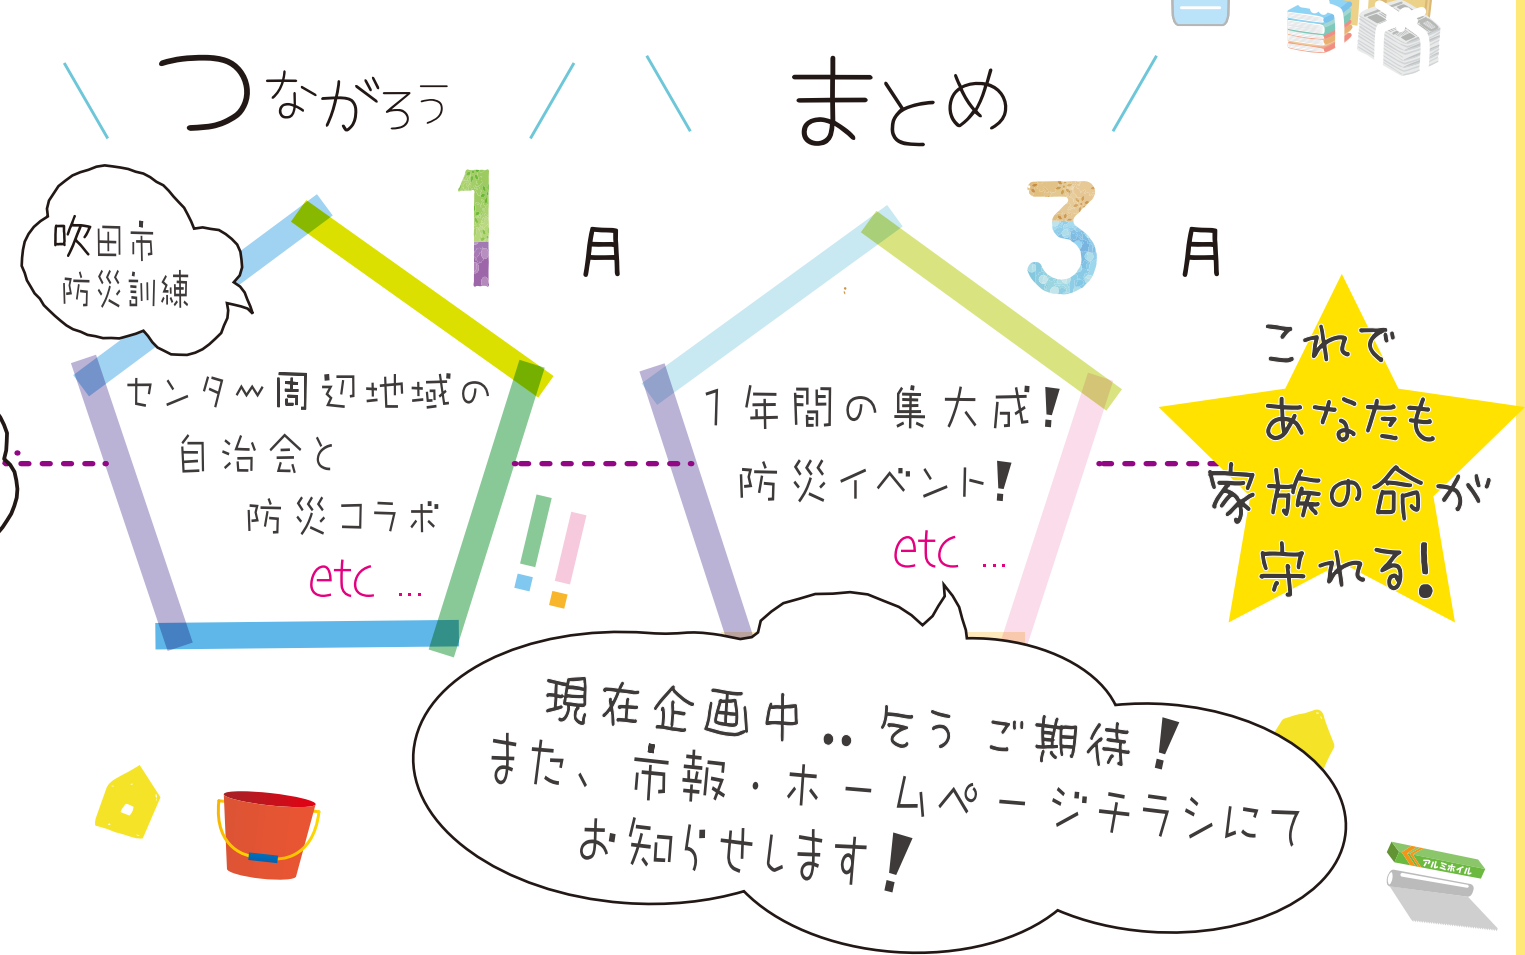 つながろう
1月
吹田市
防災訓練
センター周辺地域の
自治会と
防災コラボ
etc ...
!!
まとめ
3月
1年間の集大成!
防災イベント!
etc ...
これで
あなたも
家族の命が
守れる!
現在企画中..そうご期待!
また、市報・ホームページチラシにて
お知らせします!
アルミホイル